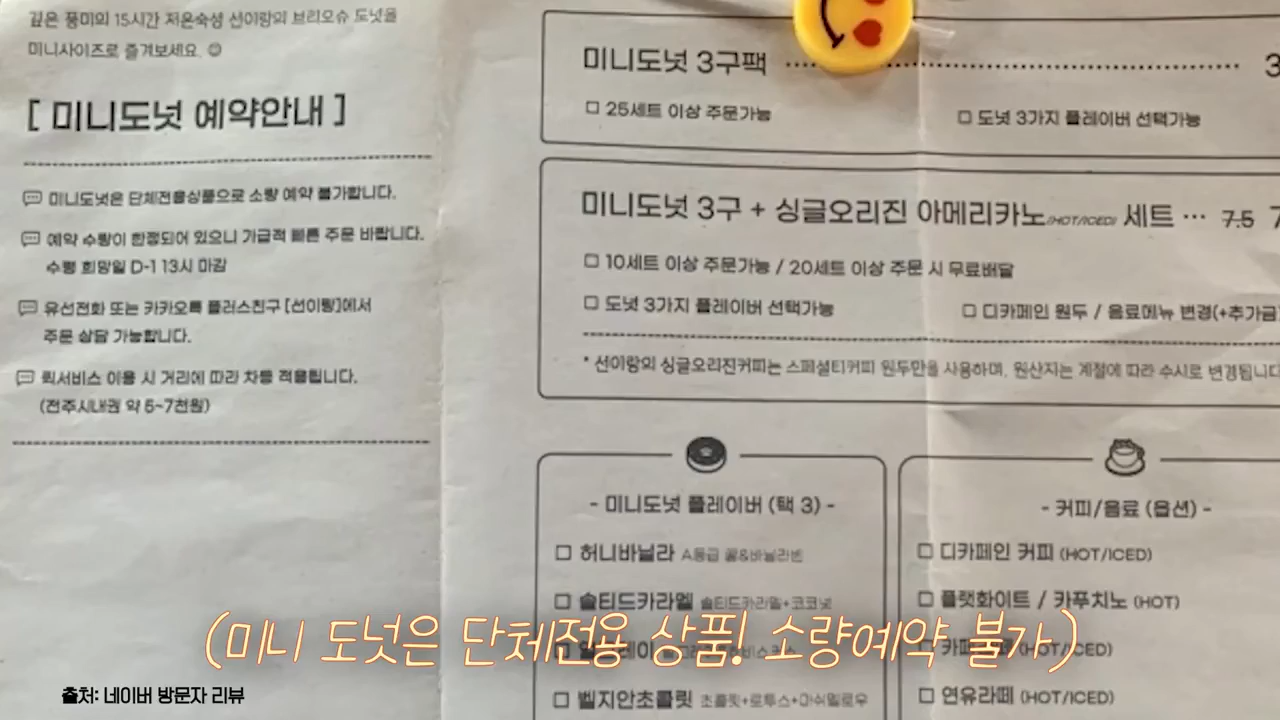 깊은 풍미의 15시간 저온숙성 선이랑의 브리오슈 도넛을
미니사이즈로 즐겨보세요. ☺
[ 미니도넛 예약안내 ]
미니도넛은 단체전용상품으로 소량 예약 불가합니다.
예약 수량이 한정되어 있으니 가급적 빠른 주문 바랍니다.
수령 희망일 D-1 13시 마감
유선전화 또는 카카오톡 플러스친구 [선이랑]에서
주문 상담 가능합니다.
퀵서비스 이용 시 거리에 따라 차등 적용됩니다.
(전주시내권 약 5~7천원)
미니도넛 3구팩 3
□ 25세트 이상 주문가능 □ 도넛 3가지 플레이버 선택가능
미니도넛 3구 + 싱글오리진 아메리카노(HOT/ICED) 세트 ··· 7.5 7
□ 10세트 이상 주문가능 / 20세트 이상 주문 시 무료배달
□ 도넛 3가지 플레이버 선택가능 □ 디카페인 원두 / 음료메뉴 변경(+추가금
* 선이랑의 싱글오리진커피는 스페셜티커피 원두만을 사용하며, 원산지는 계절에 따라 수시로 변경됩니다
- 미니도넛 플레이버 (택 3) -
□ 허니바닐라 A등급 꿀&바닐라빈
□ 솔티드카라멜 솔티드카라멜+코코넛
□ 벨지안초콜릿 초콜릿+로투스+마쉬멜로우
- 커피/음료 (옵션) -
□ 디카페인 커피 (HOT/ICED)
□ 플랫화이트 / 카푸치노 (HOT)
□ 카페 (HOT/ICED)
□ 연유라떼 (HOT/ICED)
(미니 도넛은 단체전용 상품! 소량예약 불가)
출처: 네이버 방문자 리뷰